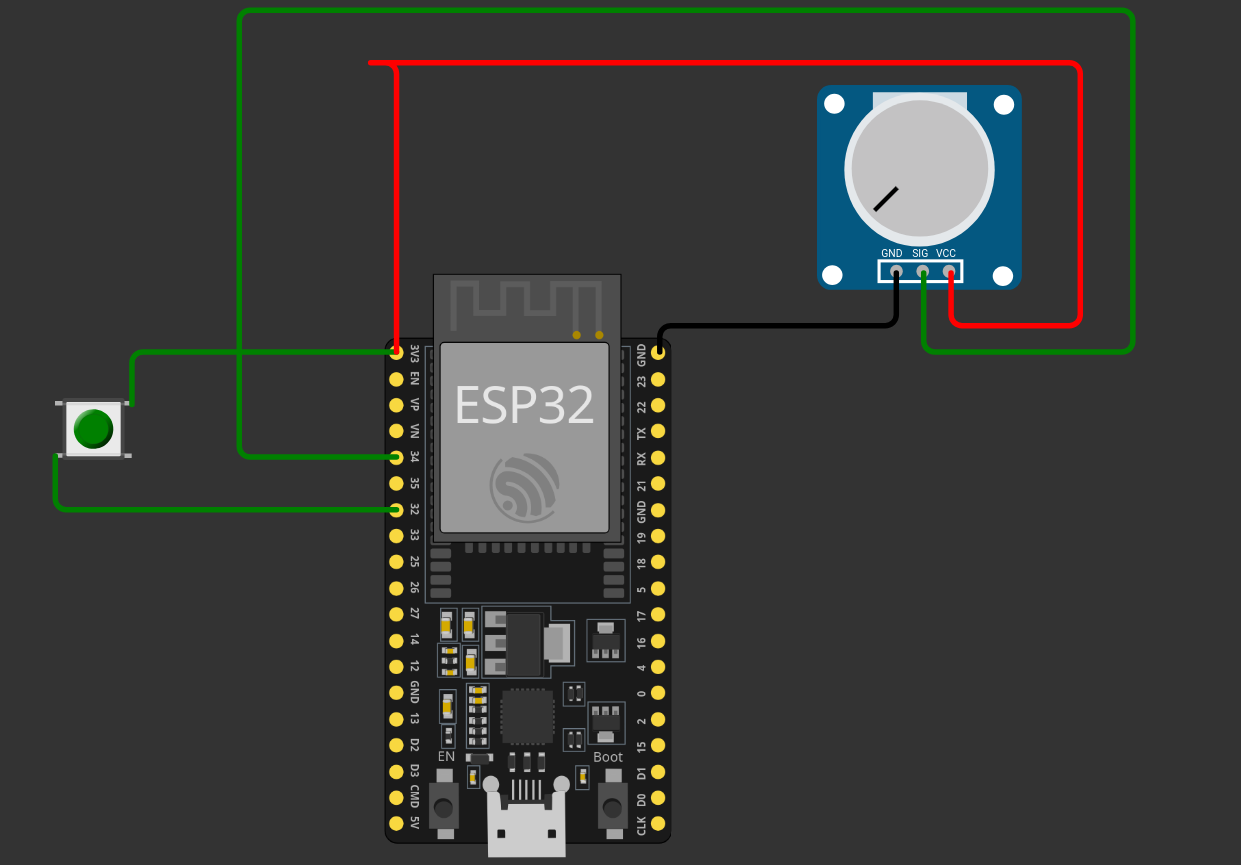 GND SIG VCC
ESP32
3V3
EN
VP
VN
34
35
32
33
25
26
27
14
12
GND
13
D2
D3
CMD
5V
GND
23
22
TX
RX
21
GND
19
18
5
17
16
4
0
2
15
D1
D0
CLK
EN
Boot